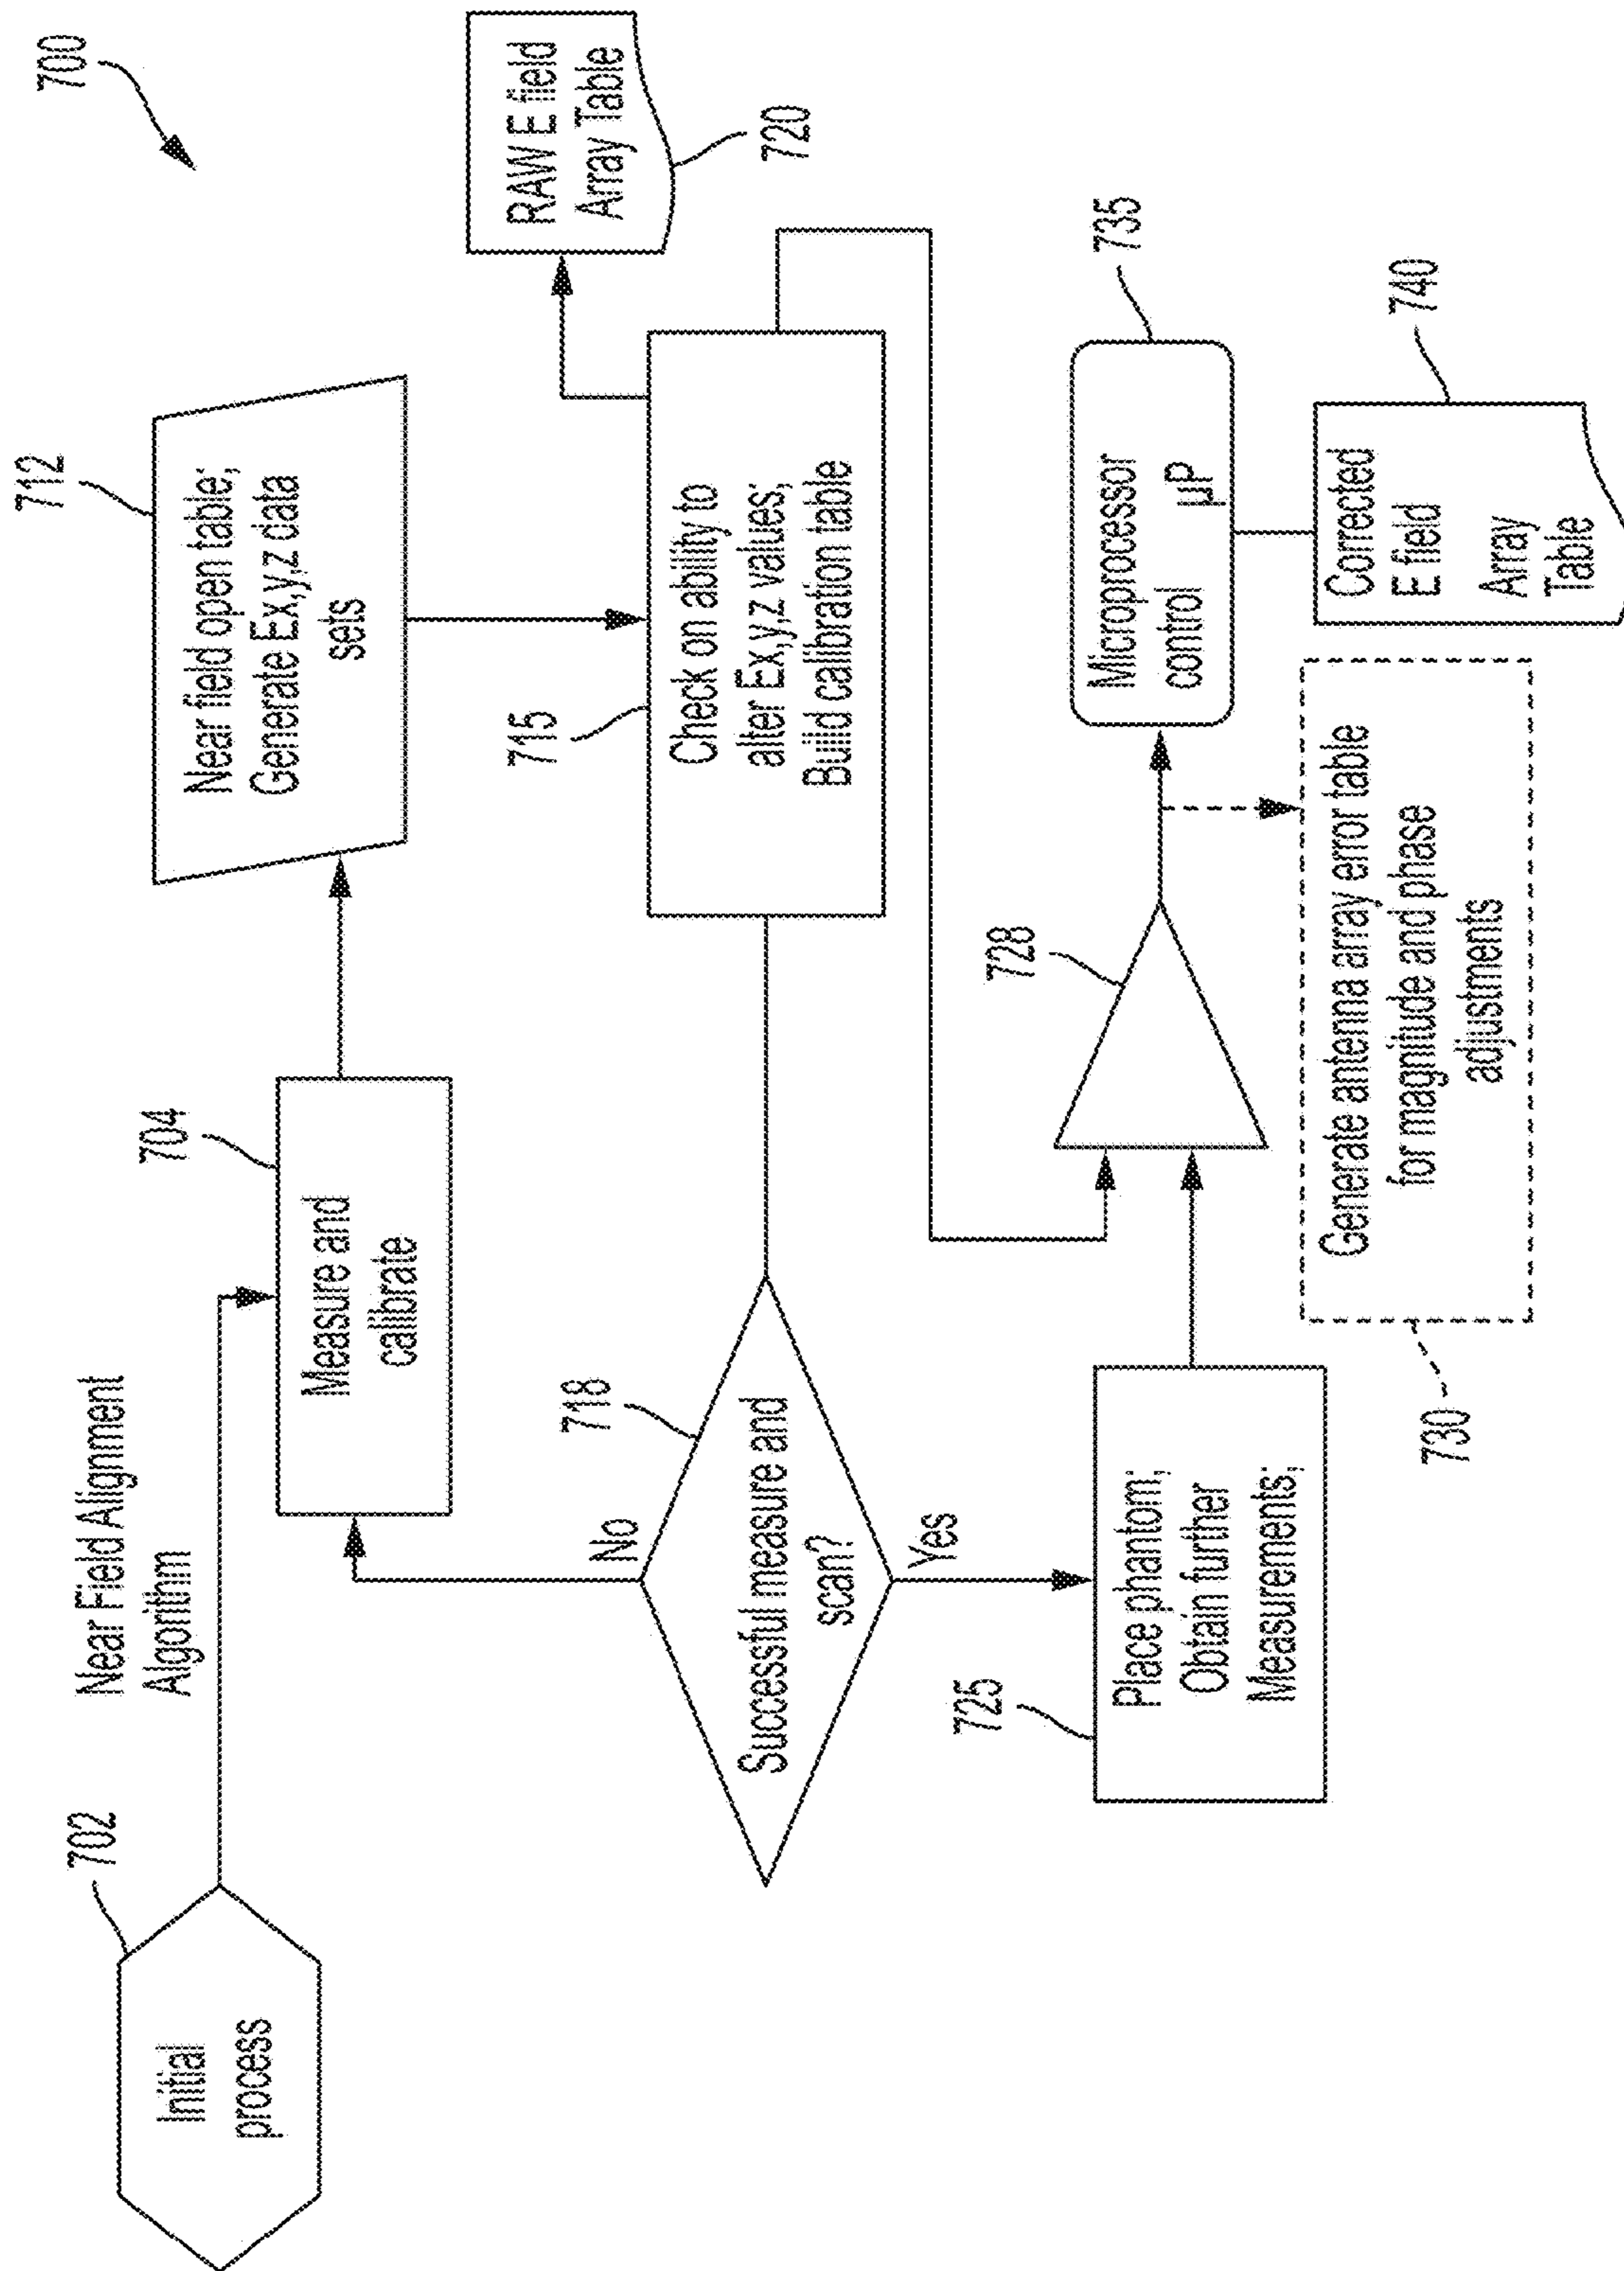 700
Near Field Alignment
Algorithm
702
Initial
process
704
Measure and
calibrate
712
Near field open table;
Generate Ex,y,z data
sets
715
Check on ability to
alter Ex,y,z values;
Build calibration table
RAW E field
Array Table
720
718
Successful measure and
scan?
No
Yes
725
Place phantom;
Obtain further
Measurements;
728
Microprocessor
control µP
735
730
Generate antenna array error table
for magnitude and phase
adjustments
Corrected
E field
Array
Table
740